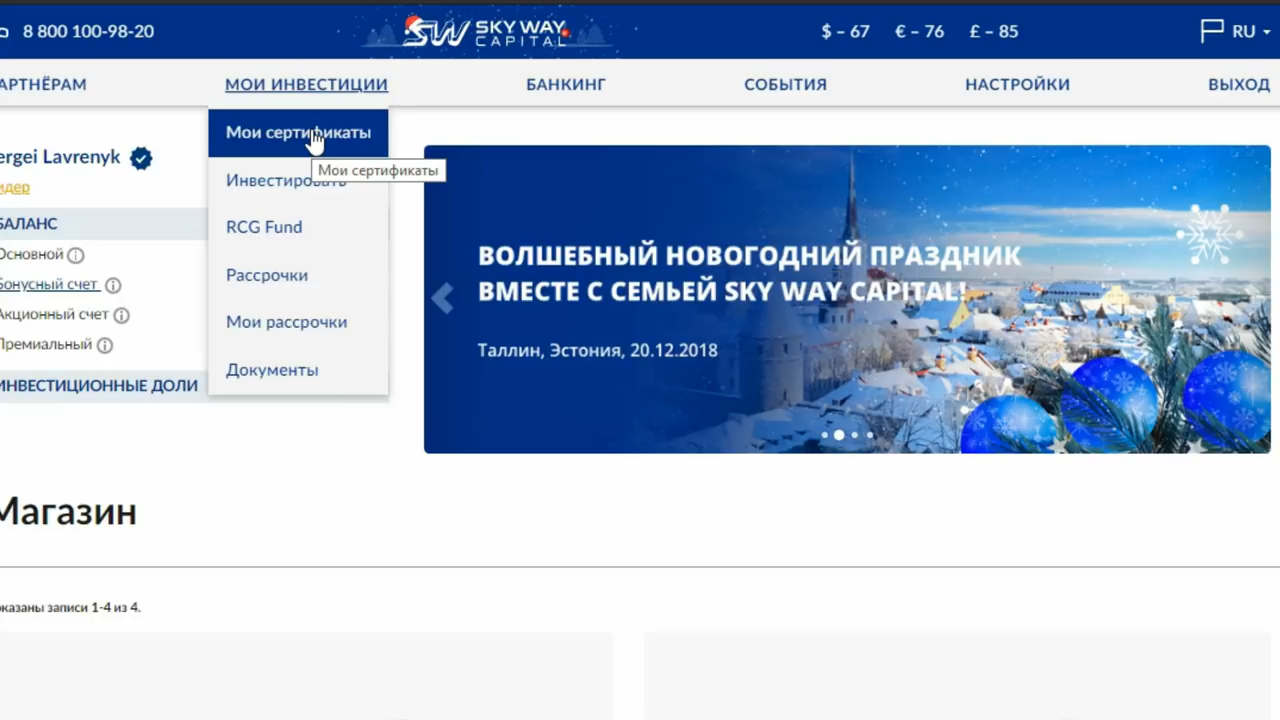 8 800 100-98-20
SW SKY WAY
CAPITAL
$ – 67 € – 76 £ – 85
RU
АРТНЁРАМ МОИ ИНВЕСТИЦИИ БАНКИНГ СОБЫТИЯ НАСТРОЙКИ ВЫХОД
Мои сертификаты
Мои сертификаты
Инвестировать
RCG Fund
Рассрочки
Мои рассрочки
Документы
ergei Lavrenyk
идер
БАЛАНС
Основной
Бонусный счет
Акционный счет
Премиальный
ИНВЕСТИЦИОННЫЕ ДОЛИ
ВОЛШЕБНЫЙ НОВОГОДНИЙ ПРАЗДНИК
ВМЕСТЕ С СЕМЬЕЙ SKY WAY CAPITAL!
Таллин, Эстония, 20.12.2018
Магазин
оказаны записи 1-4 из 4.